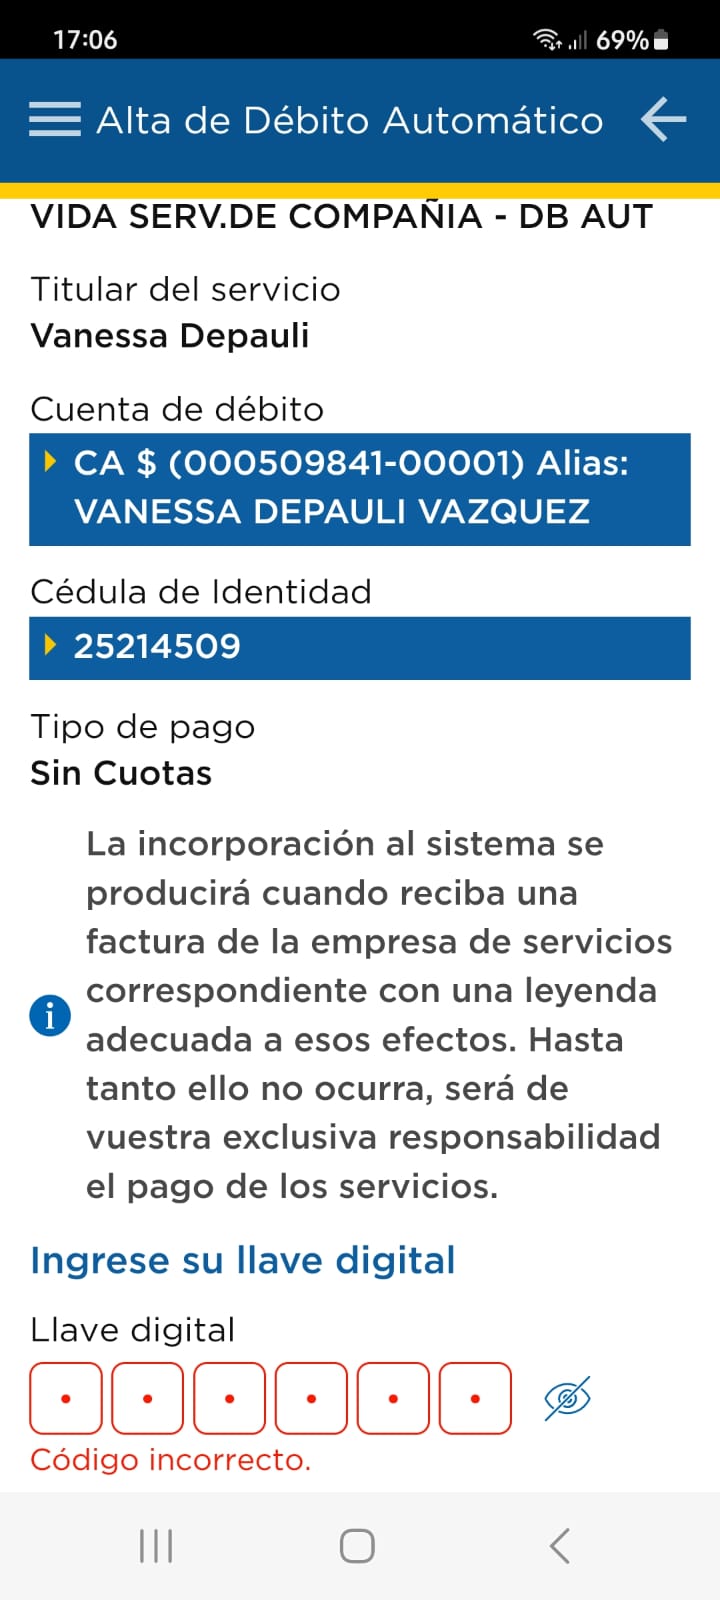 17:06
69%
Alta de Débito Automático
VIDA SERV.DE COMPAÑIA - DB AUT
Titular del servicio
Vanessa Depauli
Cuenta de débito
CA $ (000509841-00001) Alias:
VANESSA DEPAULI VAZQUEZ
Cédula de Identidad
25214509
Tipo de pago
Sin Cuotas
La incorporación al sistema se
producirá cuando reciba una
factura de la empresa de servicios
correspondiente con una leyenda
adecuada a esos efectos. Hasta
tanto ello no ocurra, será de
vuestra exclusiva responsabilidad
el pago de los servicios.
Ingrese su llave digital
Llave digital
Código incorrecto.